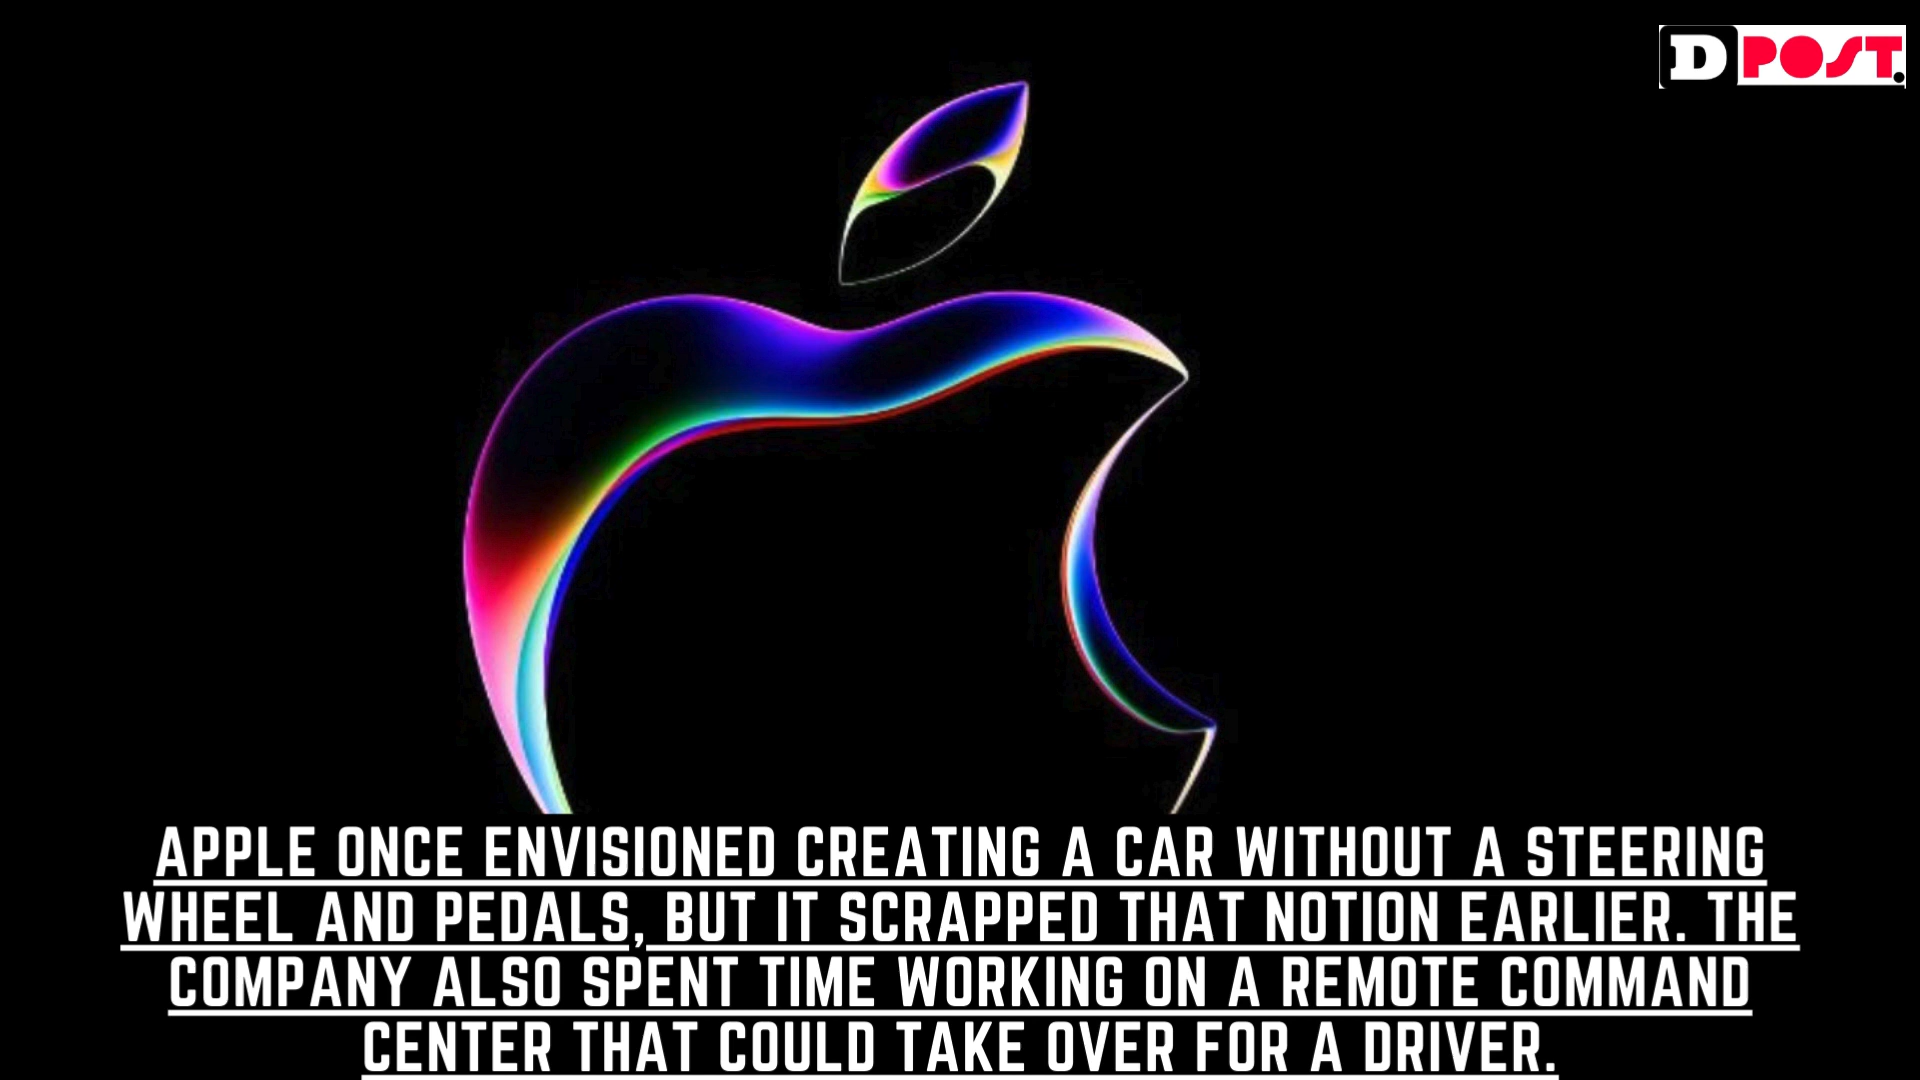 D POST.
APPLE ONCE ENVISIONED CREATING A CAR WITHOUT A STEERING
WHEEL AND PEDALS, BUT IT SCRAPPED THAT NOTION EARLIER. THE
COMPANY ALSO SPENT TIME WORKING ON A REMOTE COMMAND
CENTER THAT COULD TAKE OVER FOR A DRIVER.